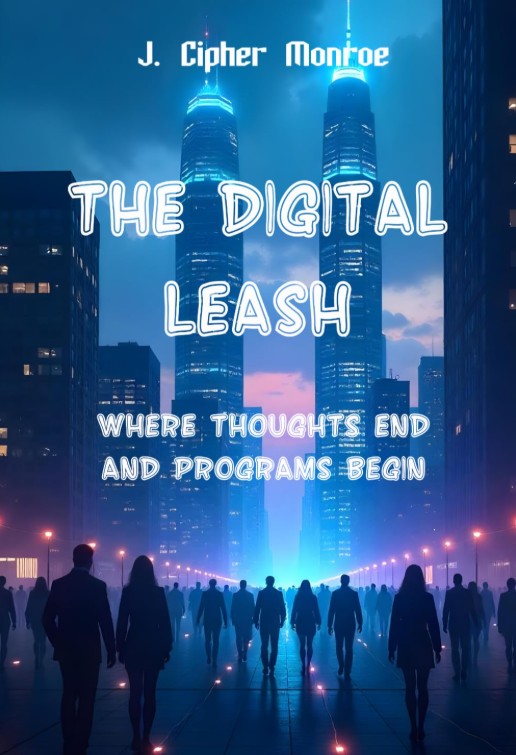 J. Cipher Monroe
THE DIGITAL
LEASH
WHERE THOUGHTS END
AND PROGRAMS BEGIN